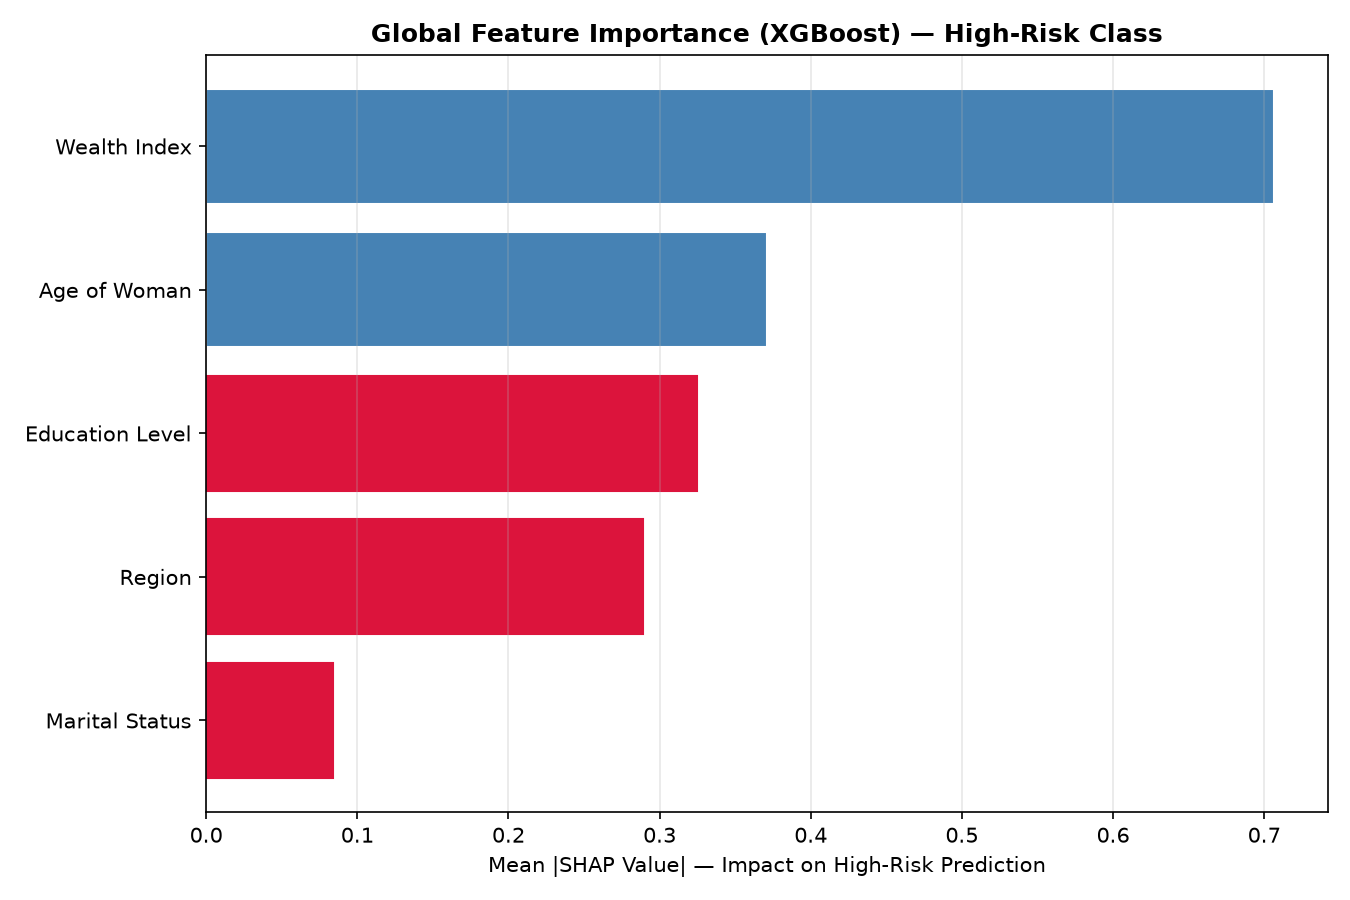 Global Feature Importance (XGBoost) — High-Risk Class
Wealth Index
Age of Woman
Education Level
Region
Marital Status
0.0 0.1 0.2 0.3 0.4 0.5 0.6 0.7
Mean |SHAP Value| — Impact on High-Risk Prediction